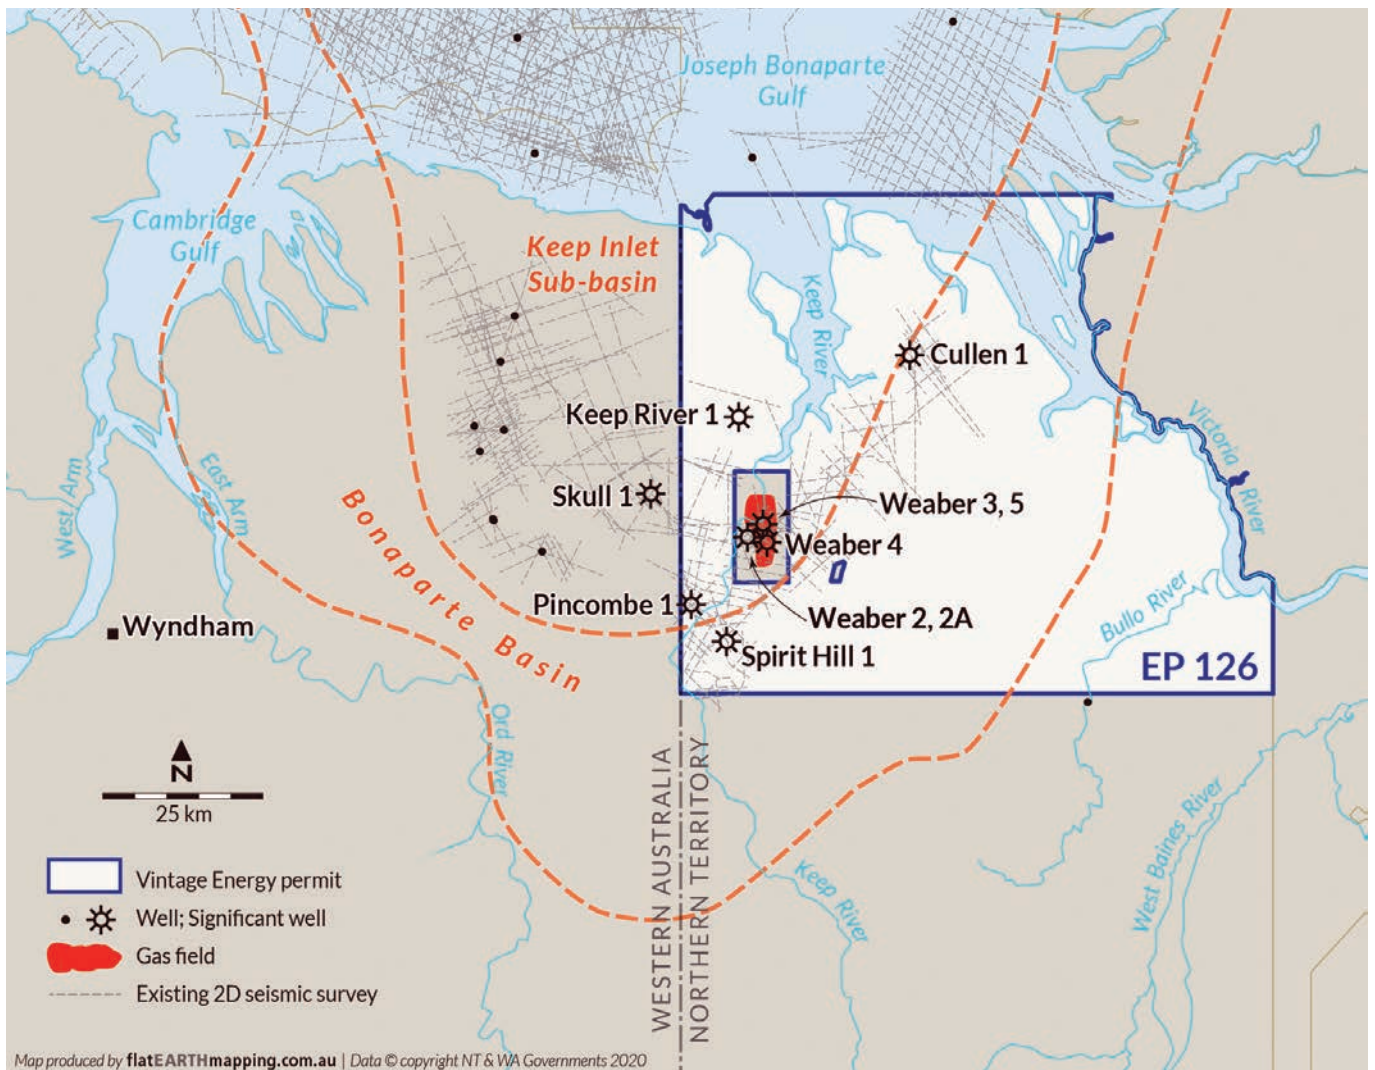 Joseph Bonaparte
Gulf
Cambridge
Gulf
Keep Inlet
Sub-basin
Keep River
Cullen 1
Keep River 1
Victoria
River
West Arm
East Arm
Skull 1
Weaber 3, 5
Weaber 4
Bonaparte Basin
Pincombe 1
Weaber 2, 2A
Bullo River
Wyndham
Spirit Hill 1
EP 126
Ord River
N
25 km
WESTERN AUSTRALIA
NORTHERN TERRITORY
West Baines River
Keep River
Vintage Energy permit
Well; Significant well
Gas field
Existing 2D seismic survey
Map produced by flatEARTHmapping.com.au | Data © copyright NT & WA Governments 2020